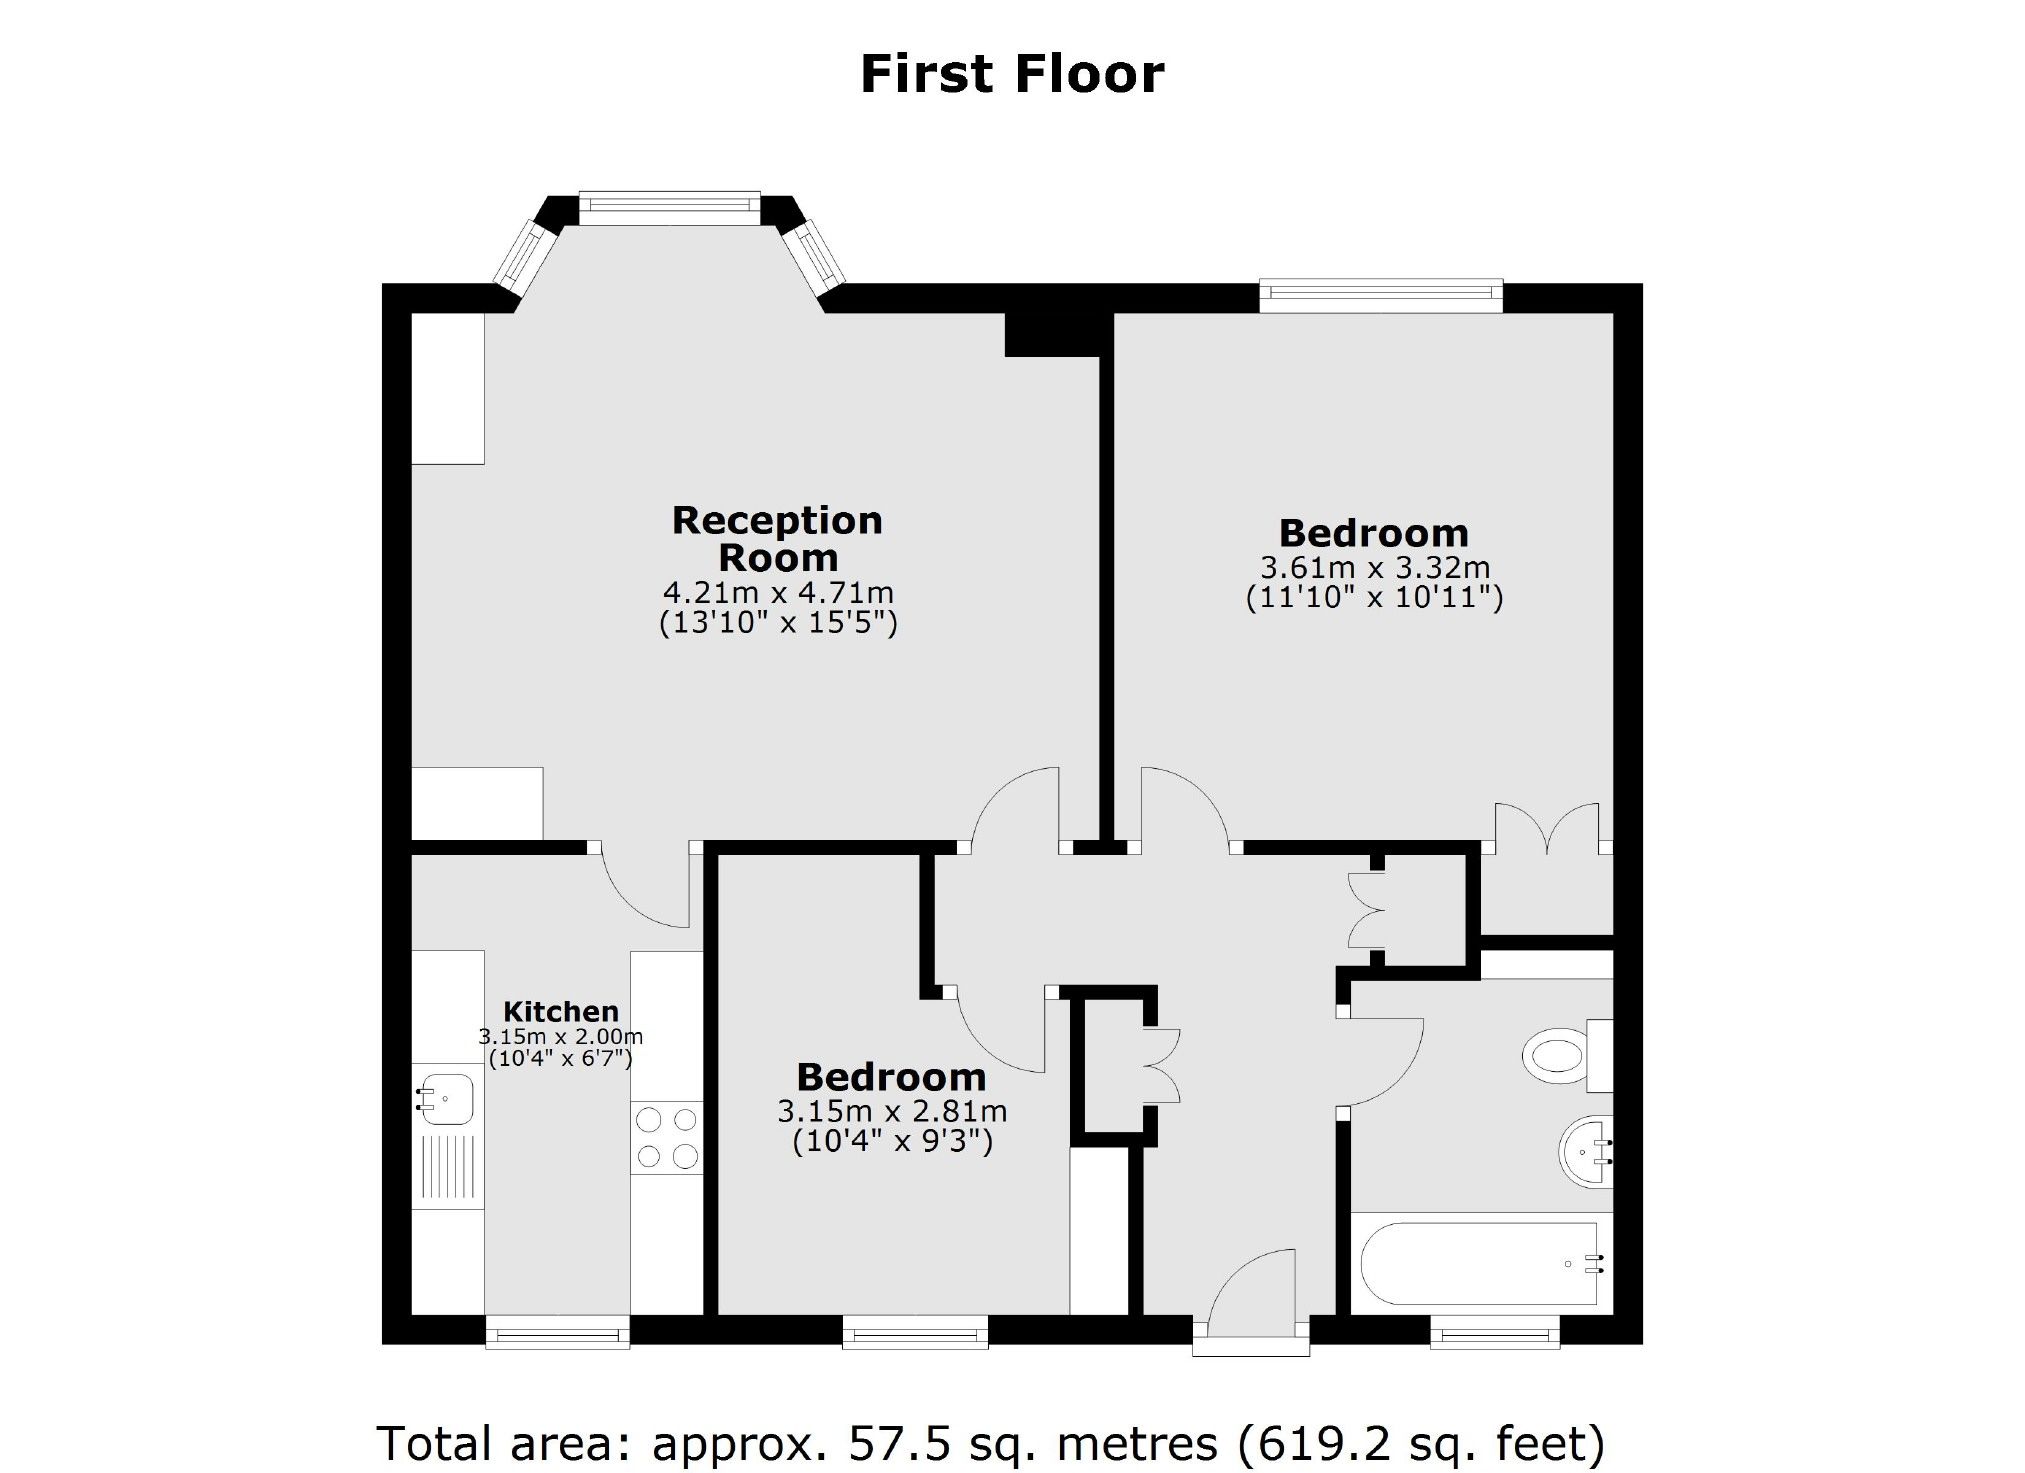 First Floor
Reception
Room
4.21m x 4.71m
(13'10" x 15'5")
Bedroom
3.61m x 3.32m
(11'10" x 10'11")
Kitchen
3.15m x 2.00m
(10'4" x 6'7")
Bedroom
3.15m x 2.81m
(10'4" x 9'3")
Total area: approx. 57.5 sq. metres (619.2 sq. feet)